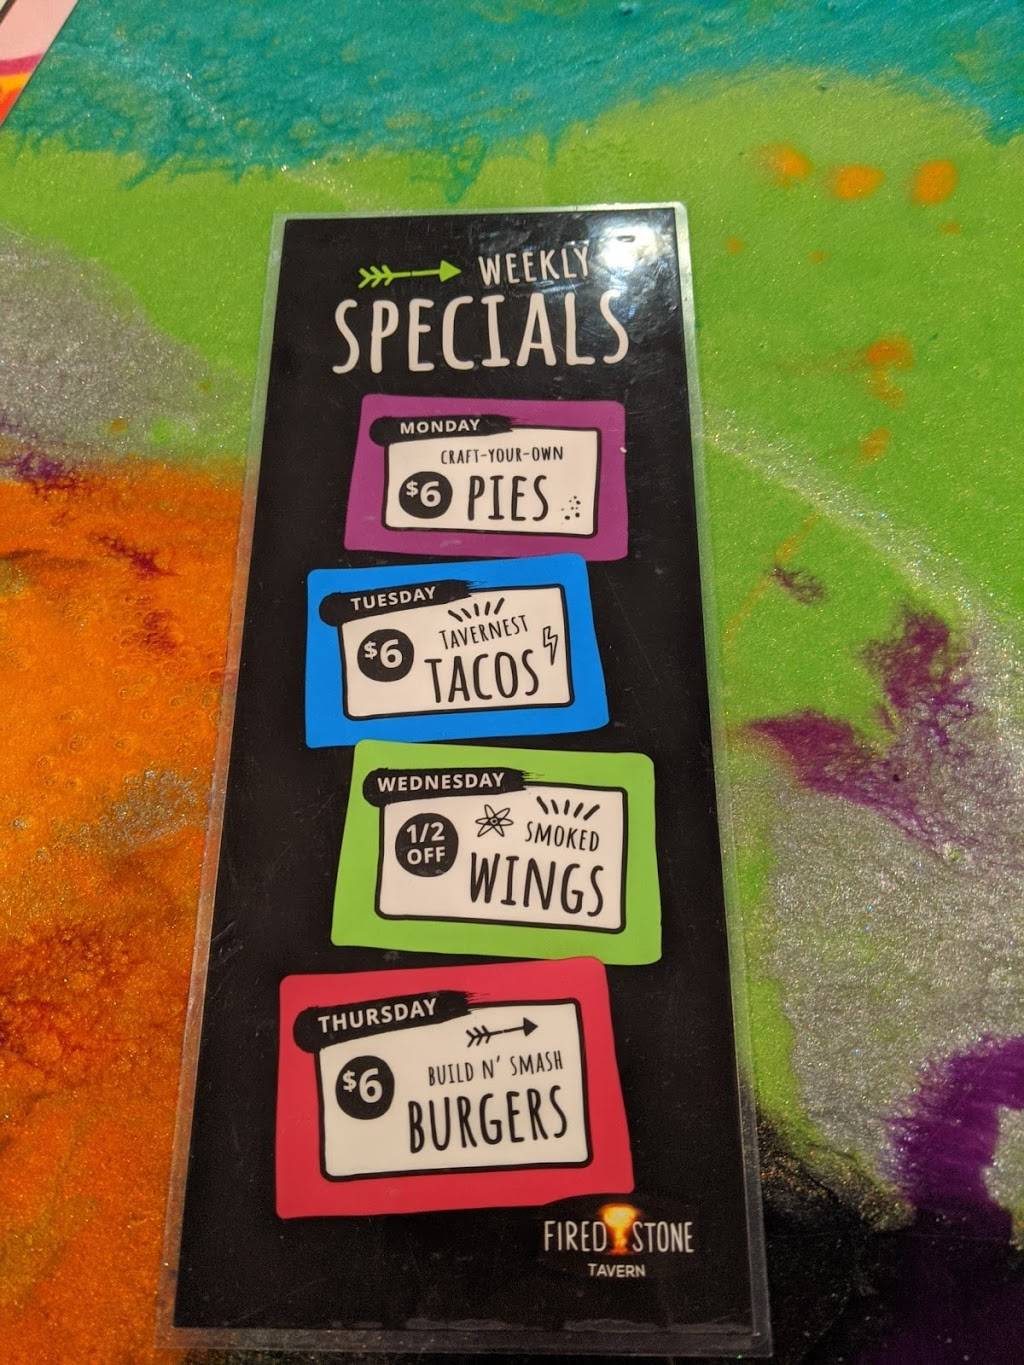 WEEKLY
SPECIALS
MONDAY
CRAFT-YOUR-OWN
$6 PIES
TUESDAY
TAVERNEST
$6 TACOS
WEDNESDAY
1/2
OFF
SMOKED
WINGS
THURSDAY
$6
BUILD N' SMASH
BURGERS
FIRED STONE
TAVERN